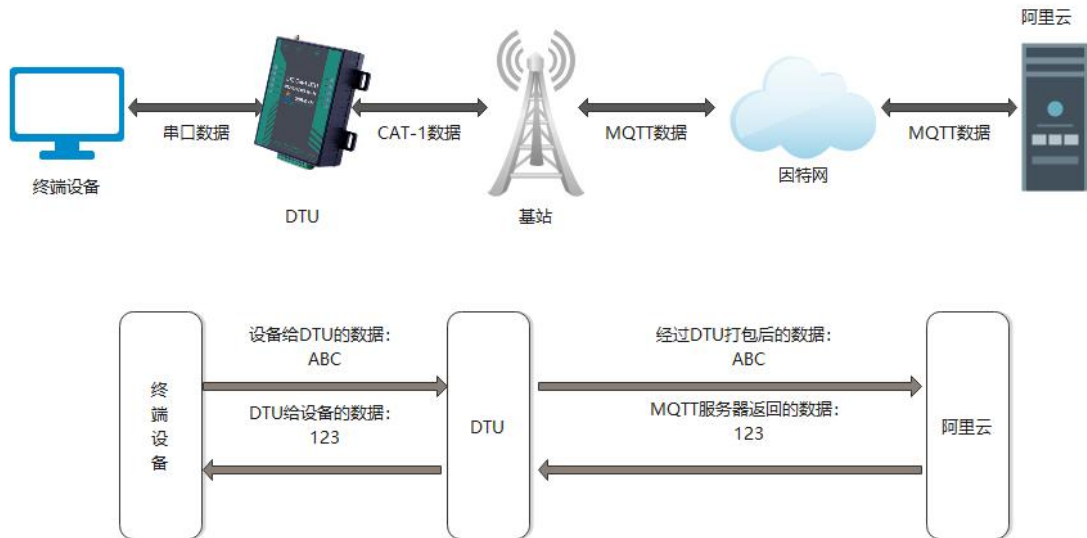 阿里云
串口数据
CAT-1数据
MQTT数据
MQTT数据
终端设备
因特网
DTU
基站
设备给DTU的数据：
ABC
经过DTU打包后的数据：
ABC
终端设备
DTU给设备的数据：
123
DTU
MQTT服务器返回的数据：
123
阿里云